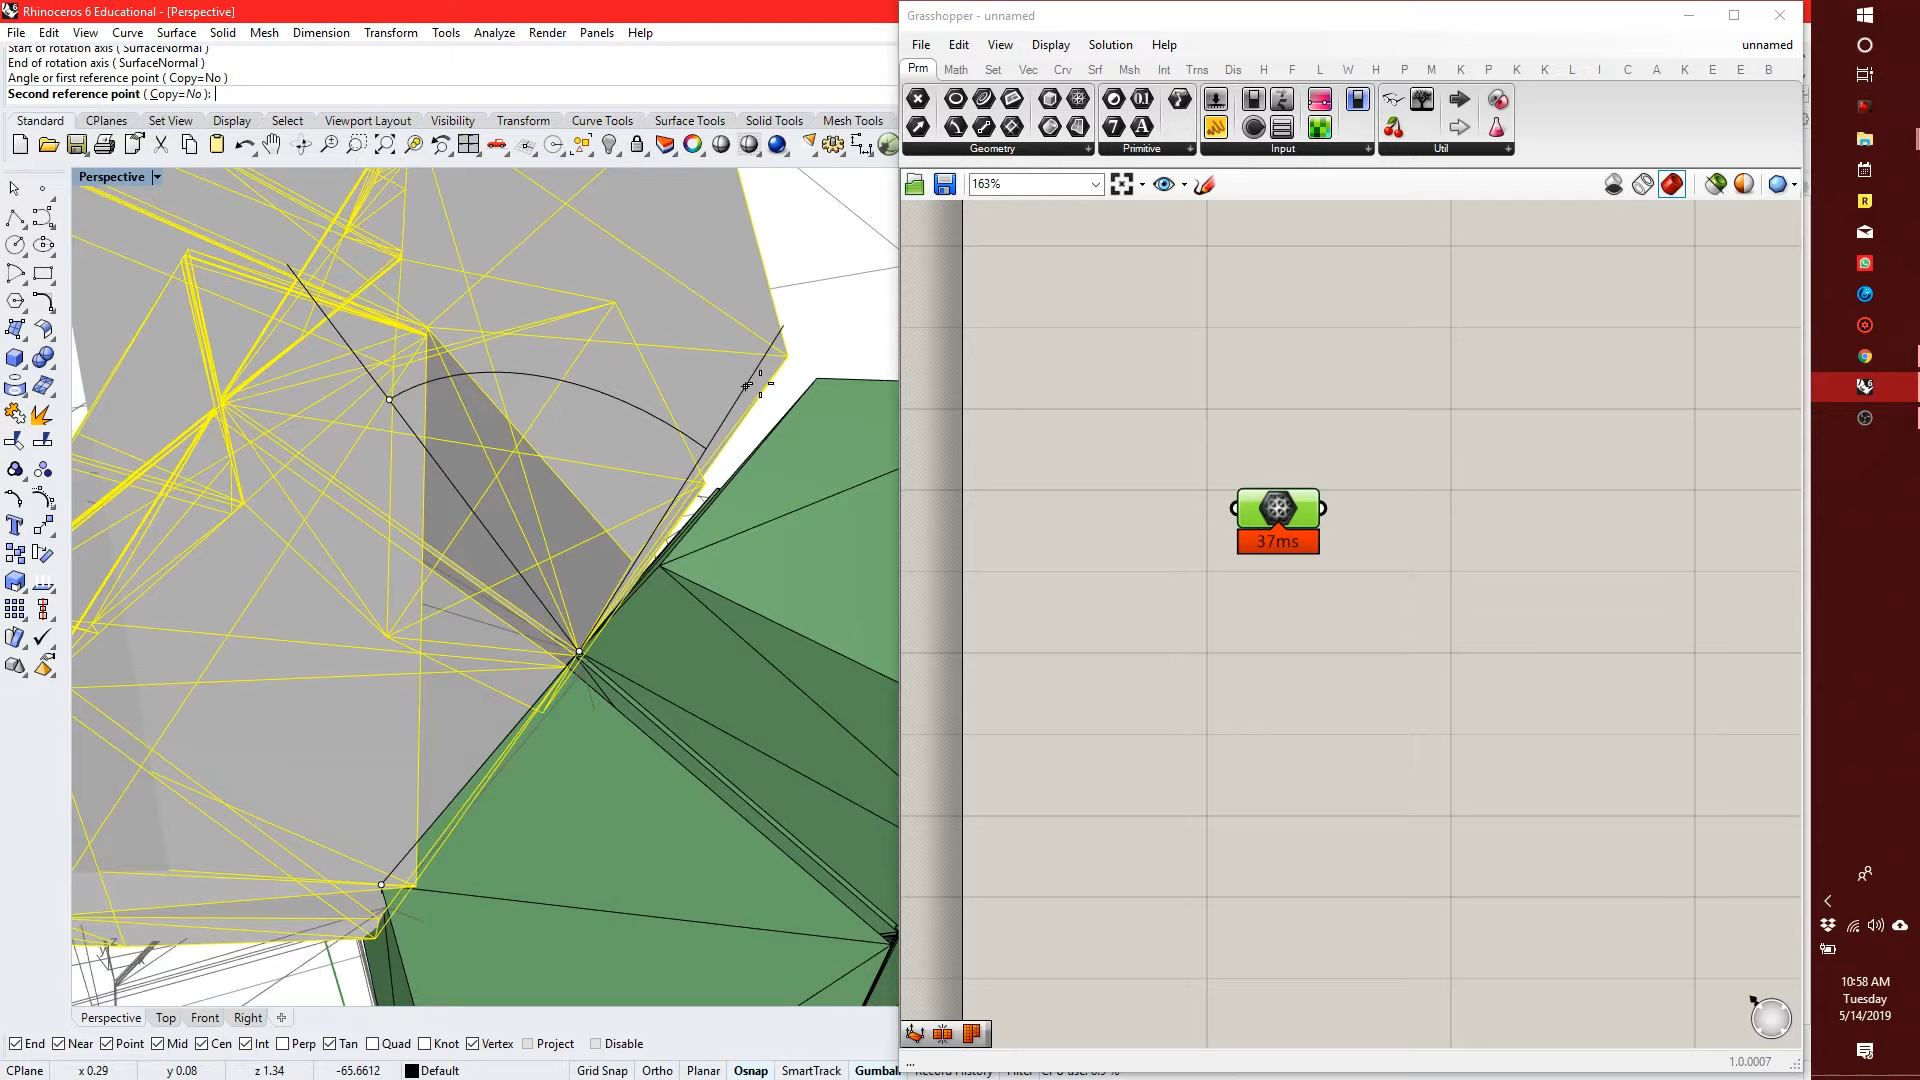 Rhinoceros 6 Educational - [Perspective]
File Edit View Curve Surface Solid Mesh Dimension Transform Tools Analyze Render Panels Help
Start of rotation axis ( SurfaceNormal )
End of rotation axis ( SurfaceNormal )
Angle or first reference point ( Copy=No )
Second reference point ( Copy=No ):
Standard CPlanes Set View Display Select Viewport Layout Visibility Transform Curve Tools Surface Tools Solid Tools Mesh Tools
Perspective
Perspective Top Front Right
End Near Point Mid Cen Int Perp Tan Quad Knot Vertex Project Disable
CPlane x 0.29 y 0.08 z 1.34 -65.6612 Default Grid Snap Ortho Planar Osnap SmartTrack Gumball
Grasshopper - unnamed
File Edit View Display Solution Help unnamed
Prm Math Set Vec Crv Srf Msh Int Trns Dis H F L W H P M K P K K L I C A K E E B
Geometry Primitive Input Util
163%
37ms
... 1.0.0007
10:58 AM
Tuesday
5/14/2019